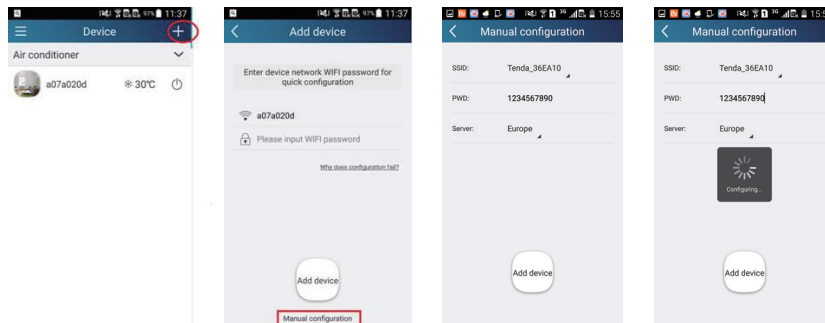 97% 11:37
Device
Air conditioner
a07a020d
30℃
97% 11:37
Add device
Enter device network WIFI password for
quick configuration
a07a020d
Please input WIFI password
Why does configuration fail?
Add device
Manual configuration
15:55
Manual configuration
SSID: Tenda_36EA10
PWD: 1234567890
Server: Europe
Add device
Manual configuration
SSID: Tenda_36EA10
PWD: 1234567890
Server: Europe
Configuring...
Add device